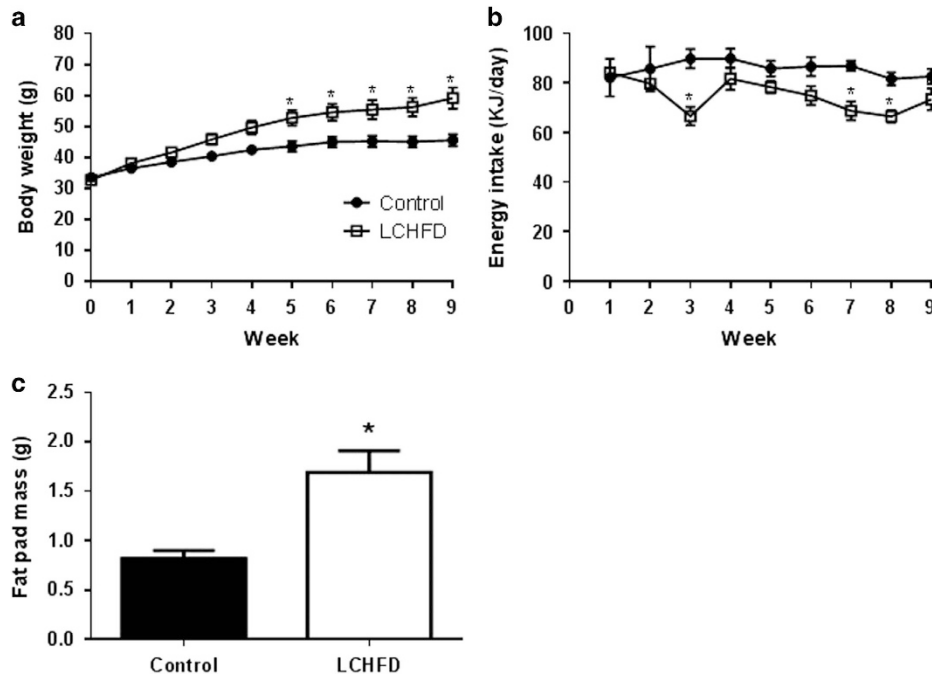 a
80
70
60
50
40
30
20
10
0
Body weight (g)
* * * * *
Control
LCHFD
0 1 2 3 4 5 6 7 8 9
Week
b
100
80
60
40
20
0
Energy intake (KJ/day)
* * *
0 1 2 3 4 5 6 7 8 9
Week
c
2.5
2.0
1.5
1.0
0.5
0.0
Fat pad mass (g)
*
Control LCHFD